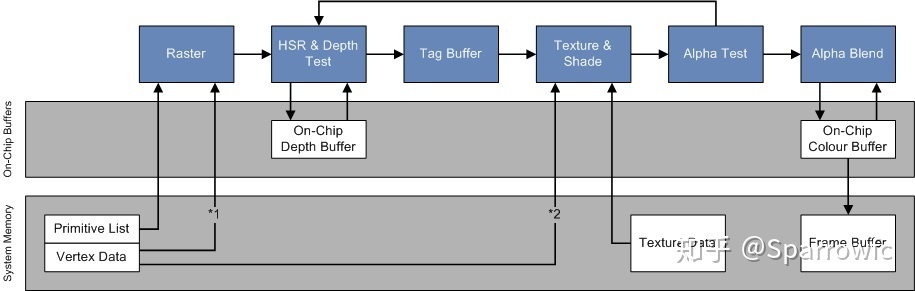 Raster
HSR & Depth
Test
Tag Buffer
Texture &
Shade
Alpha Test
Alpha Blend
On-Chip Buffers
On-Chip
Depth Buffer
On-Chip
Colour Buffer
System Memory
Primitive List
Vertex Data
*1
*2
Texture Data
Frame Buffer
知乎 @Sparrowic